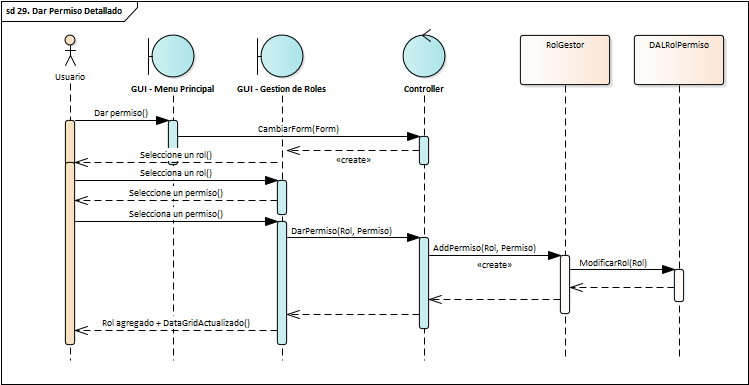 sd 29. Dar Permiso Detallado
Usuario
GUI - Menu Principal
GUI - Gestion de Roles
Controller
RolGestor
DALRolPermiso
Dar permiso()
CambiarForm(Form)
«create»
Seleccione un rol()
Selecciona un rol()
Seleccione un permiso()
Selecciona un permiso()
DarPermiso(Rol, Permiso)
AddPermiso(Rol, Permiso)
«create»
ModificarRol(Rol)
Rol agregado + DataGridActualizado()